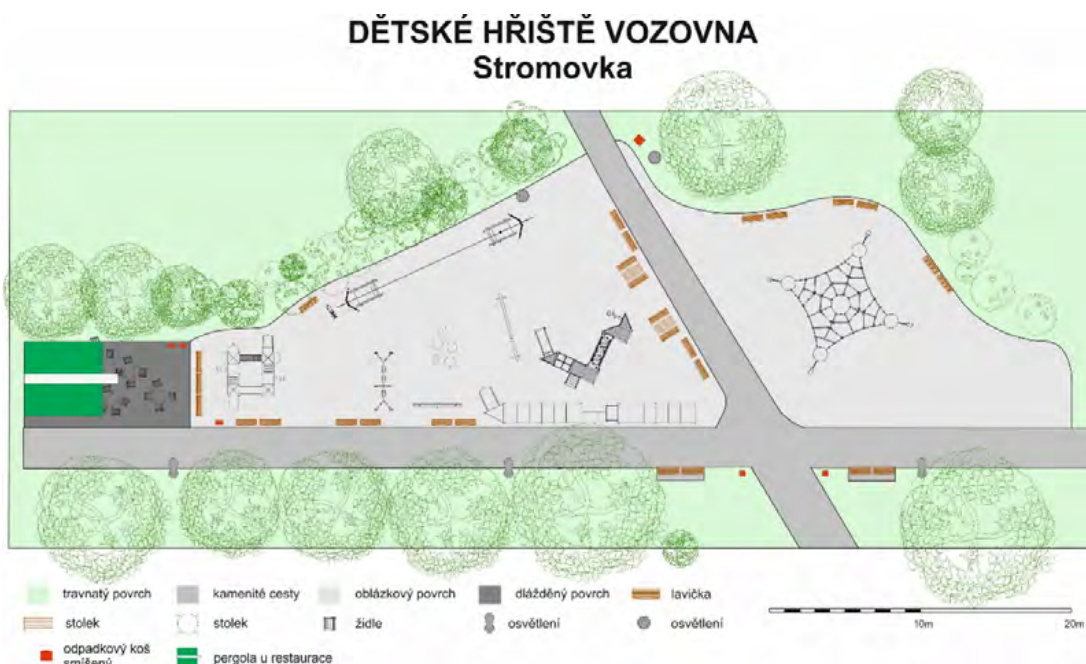 DĚTSKÉ HŘIŠTĚ VOZOVNA
Stromovka
travnatý povrch
kamenité cesty
oblázkový povrch
dlážděný povrch
lavička
stolek
stolek
židle
osvětlení
osvětlení
10m
20m
odpadkový koš
smíšený
pergola u restaurace